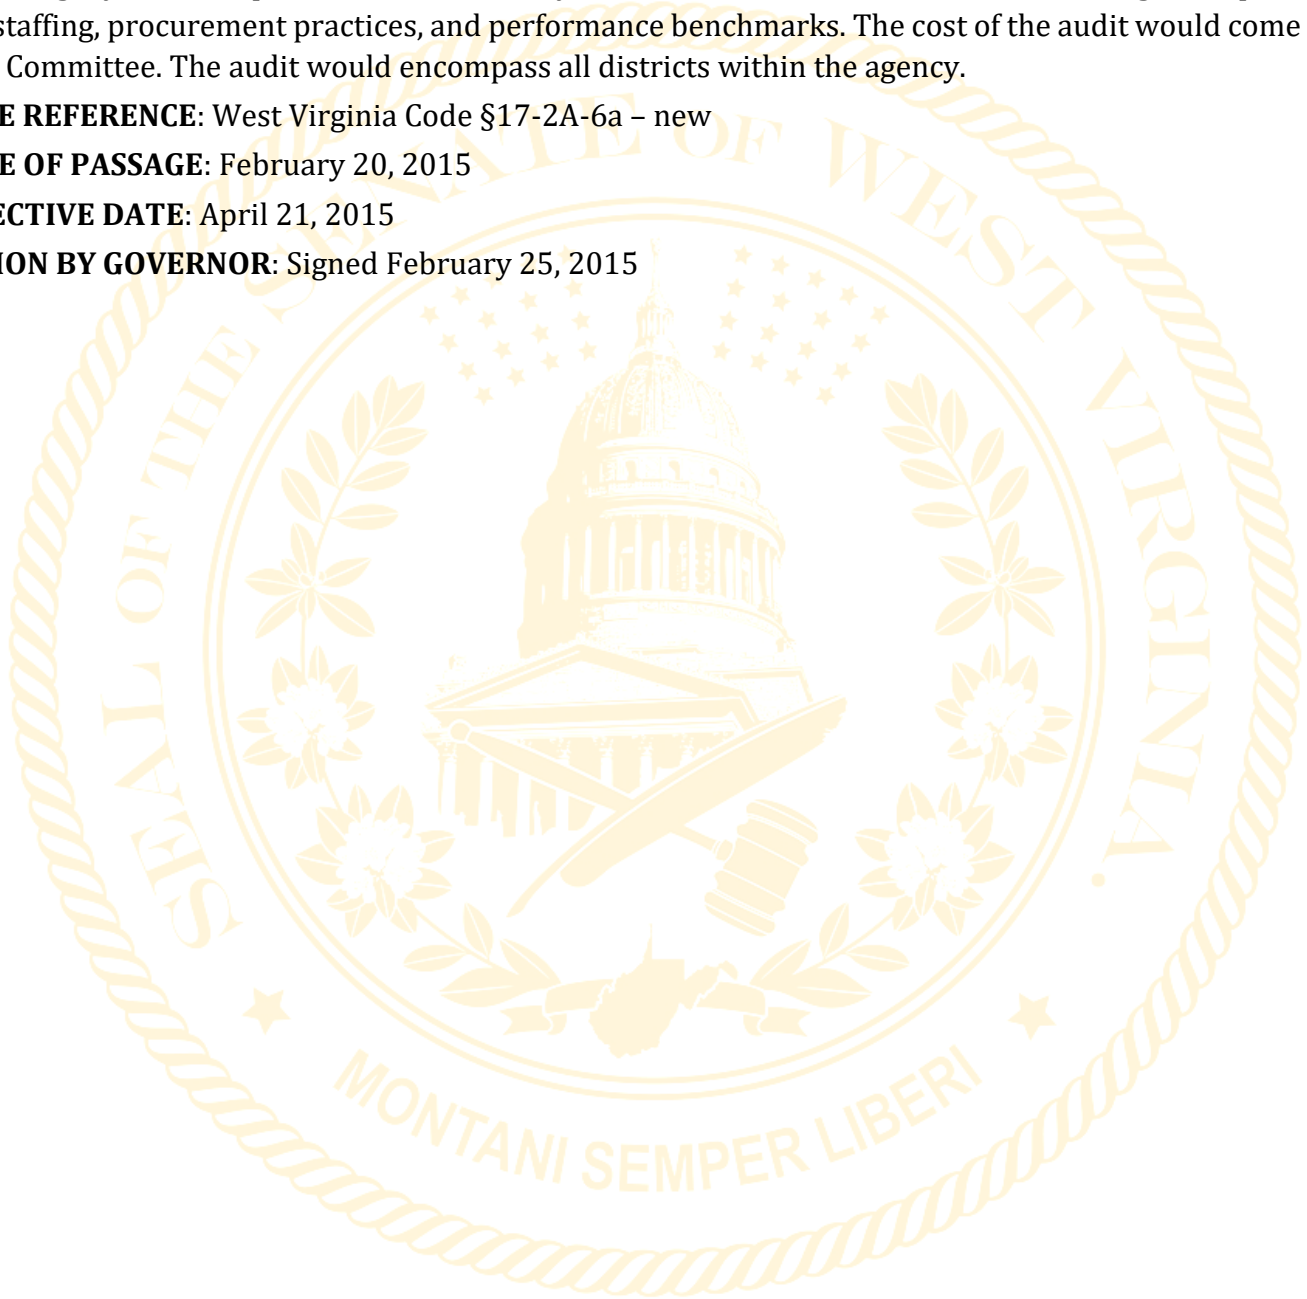 staffing, procurement practices, and performance benchmarks. The cost of the audit would come
Committee. The audit would encompass all districts within the agency.
E REFERENCE: West Virginia Code §17-2A-6a – new
E OF PASSAGE: February 20, 2015
ECTIVE DATE: April 21, 2015
ION BY GOVERNOR: Signed February 25, 2015
SEAL OF THE SENATE OF WEST VIRGINIA •
MONTANI SEMPER LIBERI